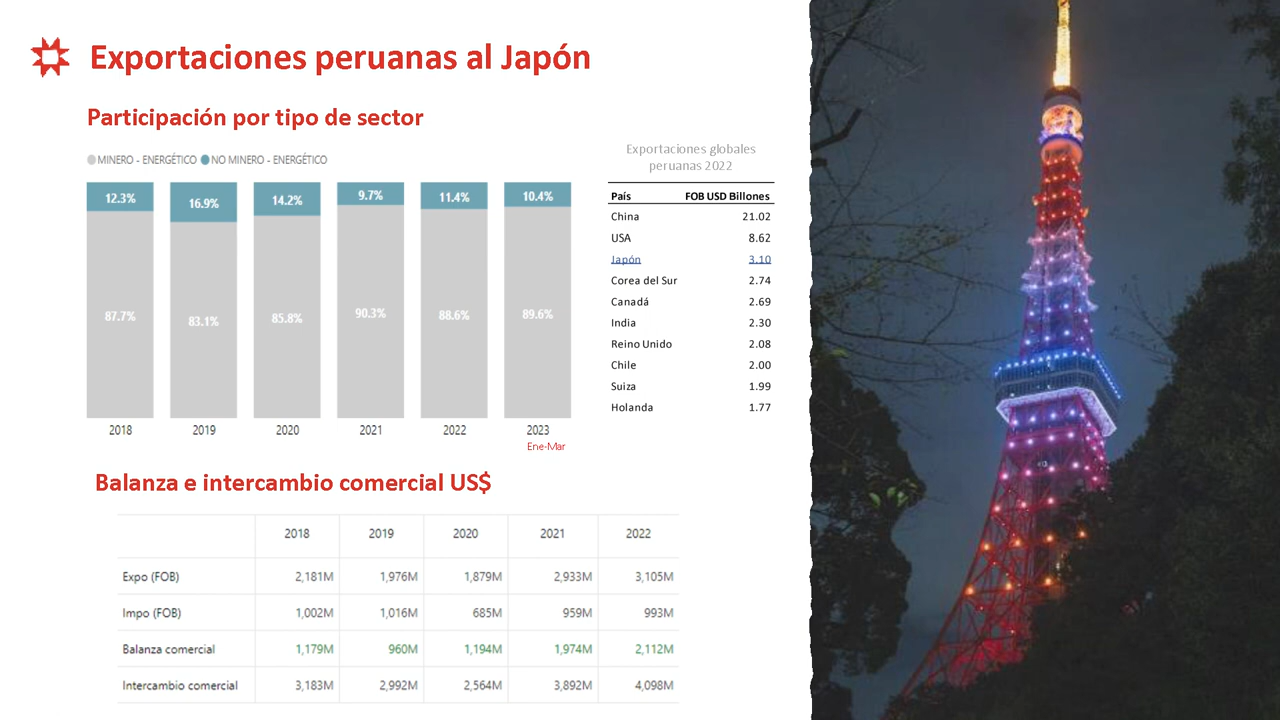 Exportaciones peruanas al Japón
Participación por tipo de sector
MINERO - ENERGÉTICO NO MINERO - ENERGÉTICO
12.3% 16.9% 14.2% 9.7% 11.4% 10.4%
87.7% 83.1% 85.8% 90.3% 88.6% 89.6%
2018 2019 2020 2021 2022 2023
Ene-Mar
Exportaciones globales
peruanas 2022
País FOB USD Billones
China 21.02
USA 8.62
Japón 3.10
Corea del Sur 2.74
Canadá 2.69
India 2.30
Reino Unido 2.08
Chile 2.00
Suiza 1.99
Holanda 1.77
Balanza e intercambio comercial US$
2018 2019 2020 2021 2022
Expo (FOB) 2,181M 1,976M 1,879M 2,933M 3,105M
Impo (FOB) 1,002M 1,016M 685M 959M 993M
Balanza comercial 1,179M 960M 1,194M 1,974M 2,112M
Intercambio comercial 3,183M 2,992M 2,564M 3,892M 4,098M